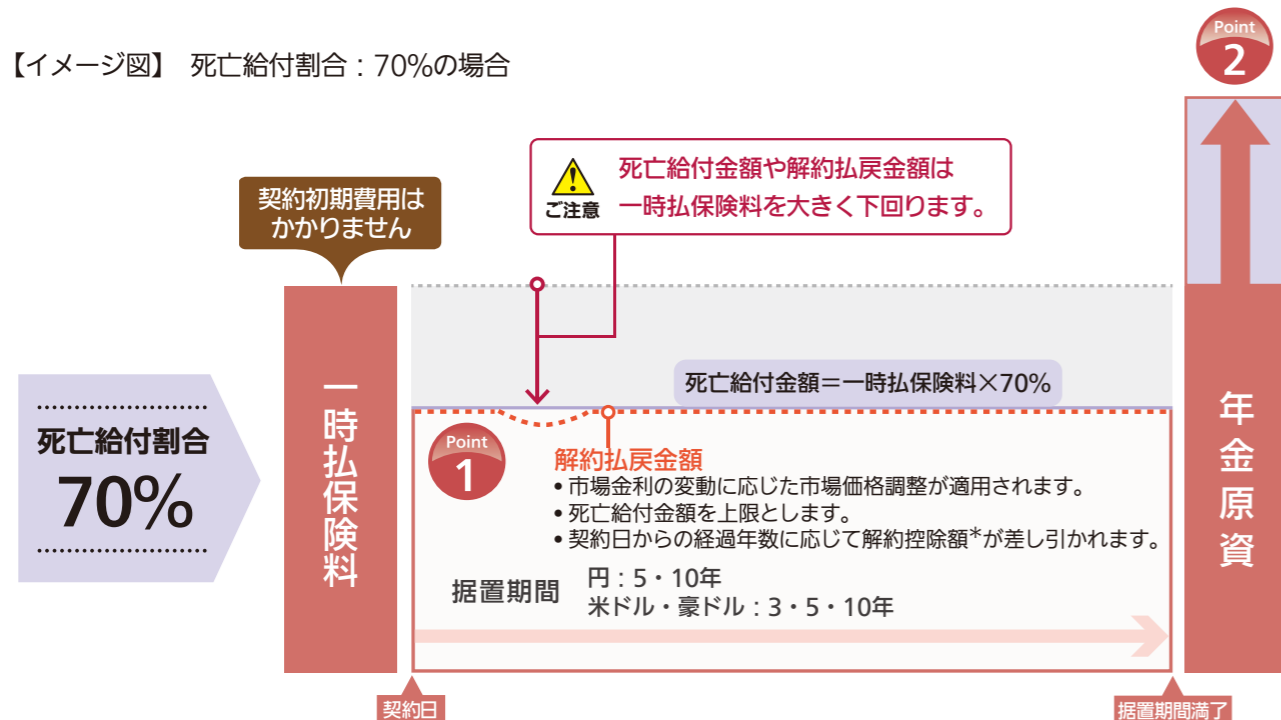 【イメージ図】 死亡給付割合：70%の場合
Point
2
ご注意
死亡給付金額や解約払戻金額は
一時払保険料を大きく下回ります。
契約初期費用は
かかりません
死亡給付割合
70%
一時払保険料
死亡給付金額＝一時払保険料×70%
Point
1
解約払戻金額
•市場金利の変動に応じた市場価格調整が適用されます。
•死亡給付金額を上限とします。
•契約日からの経過年数に応じて解約控除額*が差し引かれます。
据置期間
円：5・10年
米ドル・豪ドル：3・5・10年
年金原資
契約日
据置期間満了